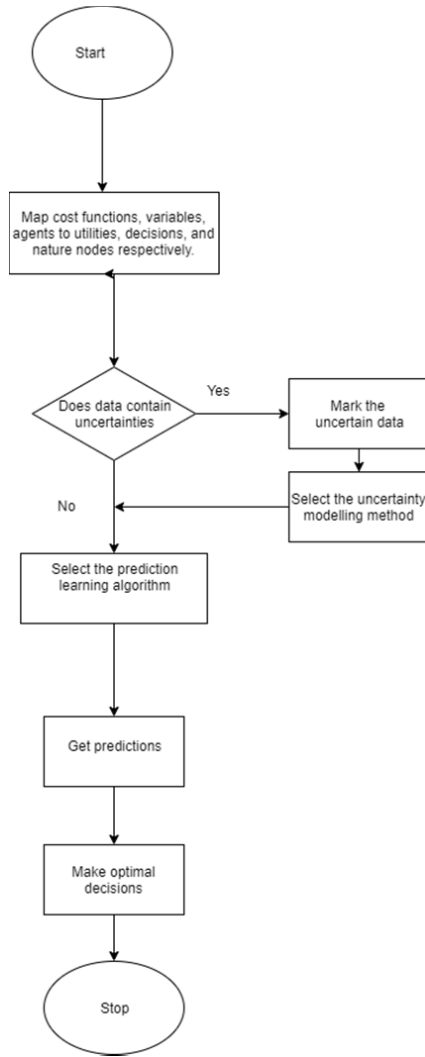 Start
Map cost functions, variables,
agents to utilities, decisions, and
nature nodes respectively.
Does data contain
uncertainties
Yes
Mark the
uncertain data
Select the uncertainty
modelling method
No
Select the prediction
learning algorithm
Get predictions
Make optimal
decisions
Stop